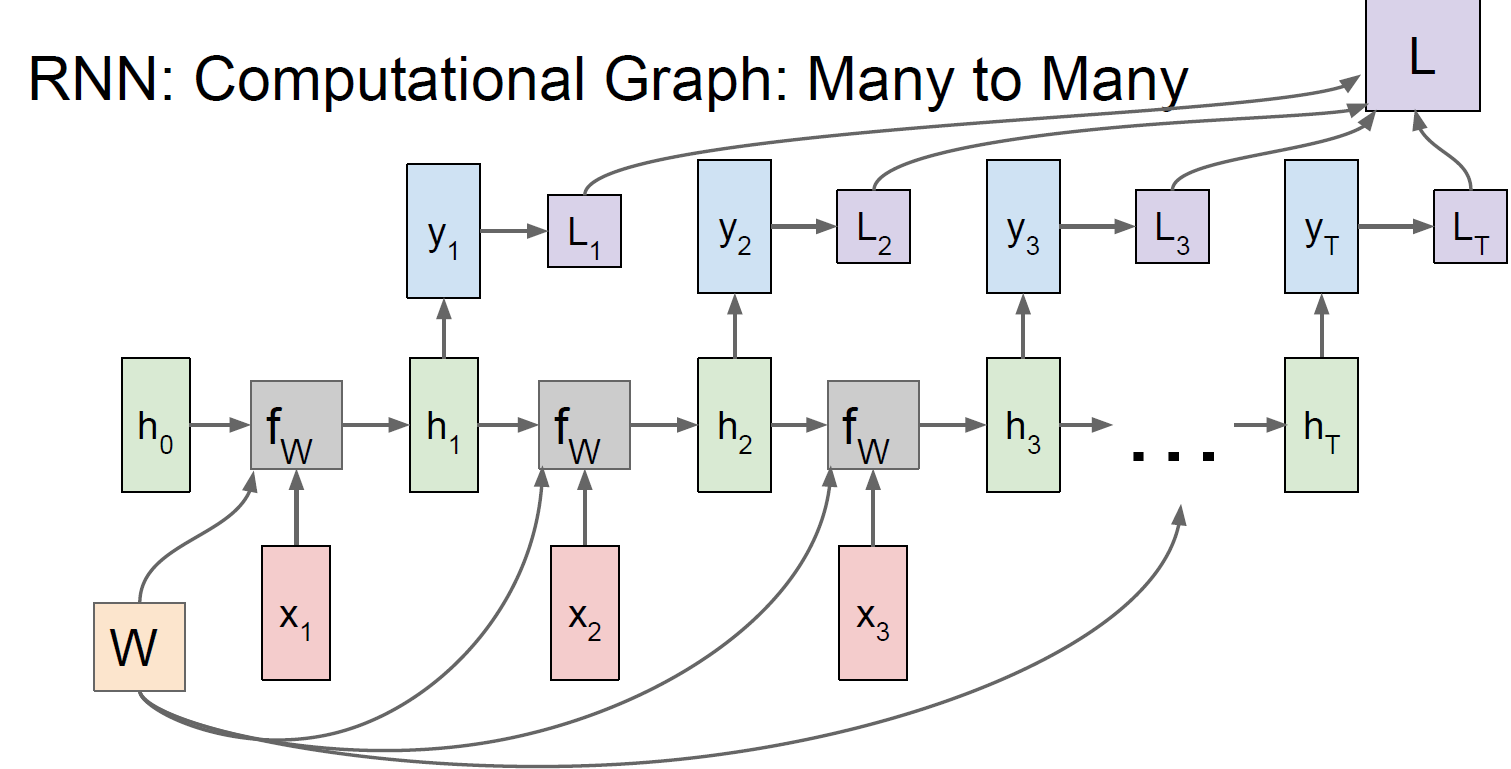 L
RNN: Computational Graph: Many to Many
y1 L1 y2 L2 y3 L3 yT LT
h0 fW h1 fW h2 fW h3 ... hT
x1 x2 x3
W